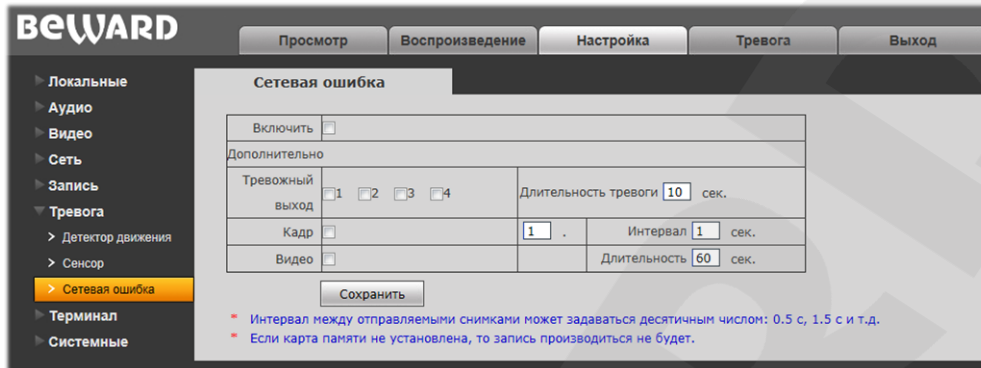 BEWARD
Просмотр Воспроизведение Настройка Тревога Выход
Локальные
Аудио
Видео
Сеть
Запись
Тревога
> Детектор движения
> Сенсор
> Сетевая ошибка
Терминал
Системные
Сетевая ошибка
Включить
Дополнительно
Тревожный выход 1 2 3 4 Длительность тревоги 10 сек.
Кадр 1 . Интервал 1 сек.
Видео Длительность 60 сек.
Сохранить
* Интервал между отправляемыми снимками может задаваться десятичным числом: 0.5 с, 1.5 с и т.д.
* Если карта памяти не установлена, то запись производиться не будет.